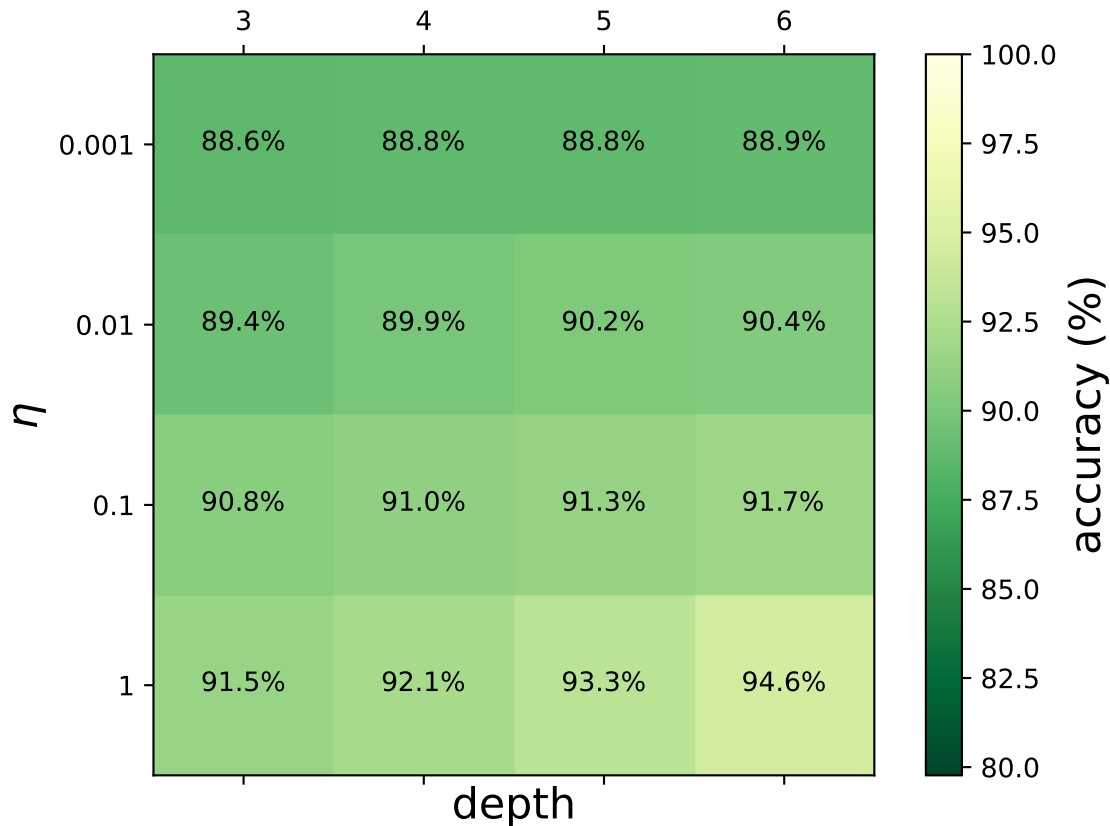 3 4 5 6
0.001 88.6% 88.8% 88.8% 88.9%
0.01 89.4% 89.9% 90.2% 90.4%
0.1 90.8% 91.0% 91.3% 91.7%
1 91.5% 92.1% 93.3% 94.6%
η
depth
100.0
97.5
95.0
92.5
90.0
87.5
85.0
82.5
80.0
accuracy (%)